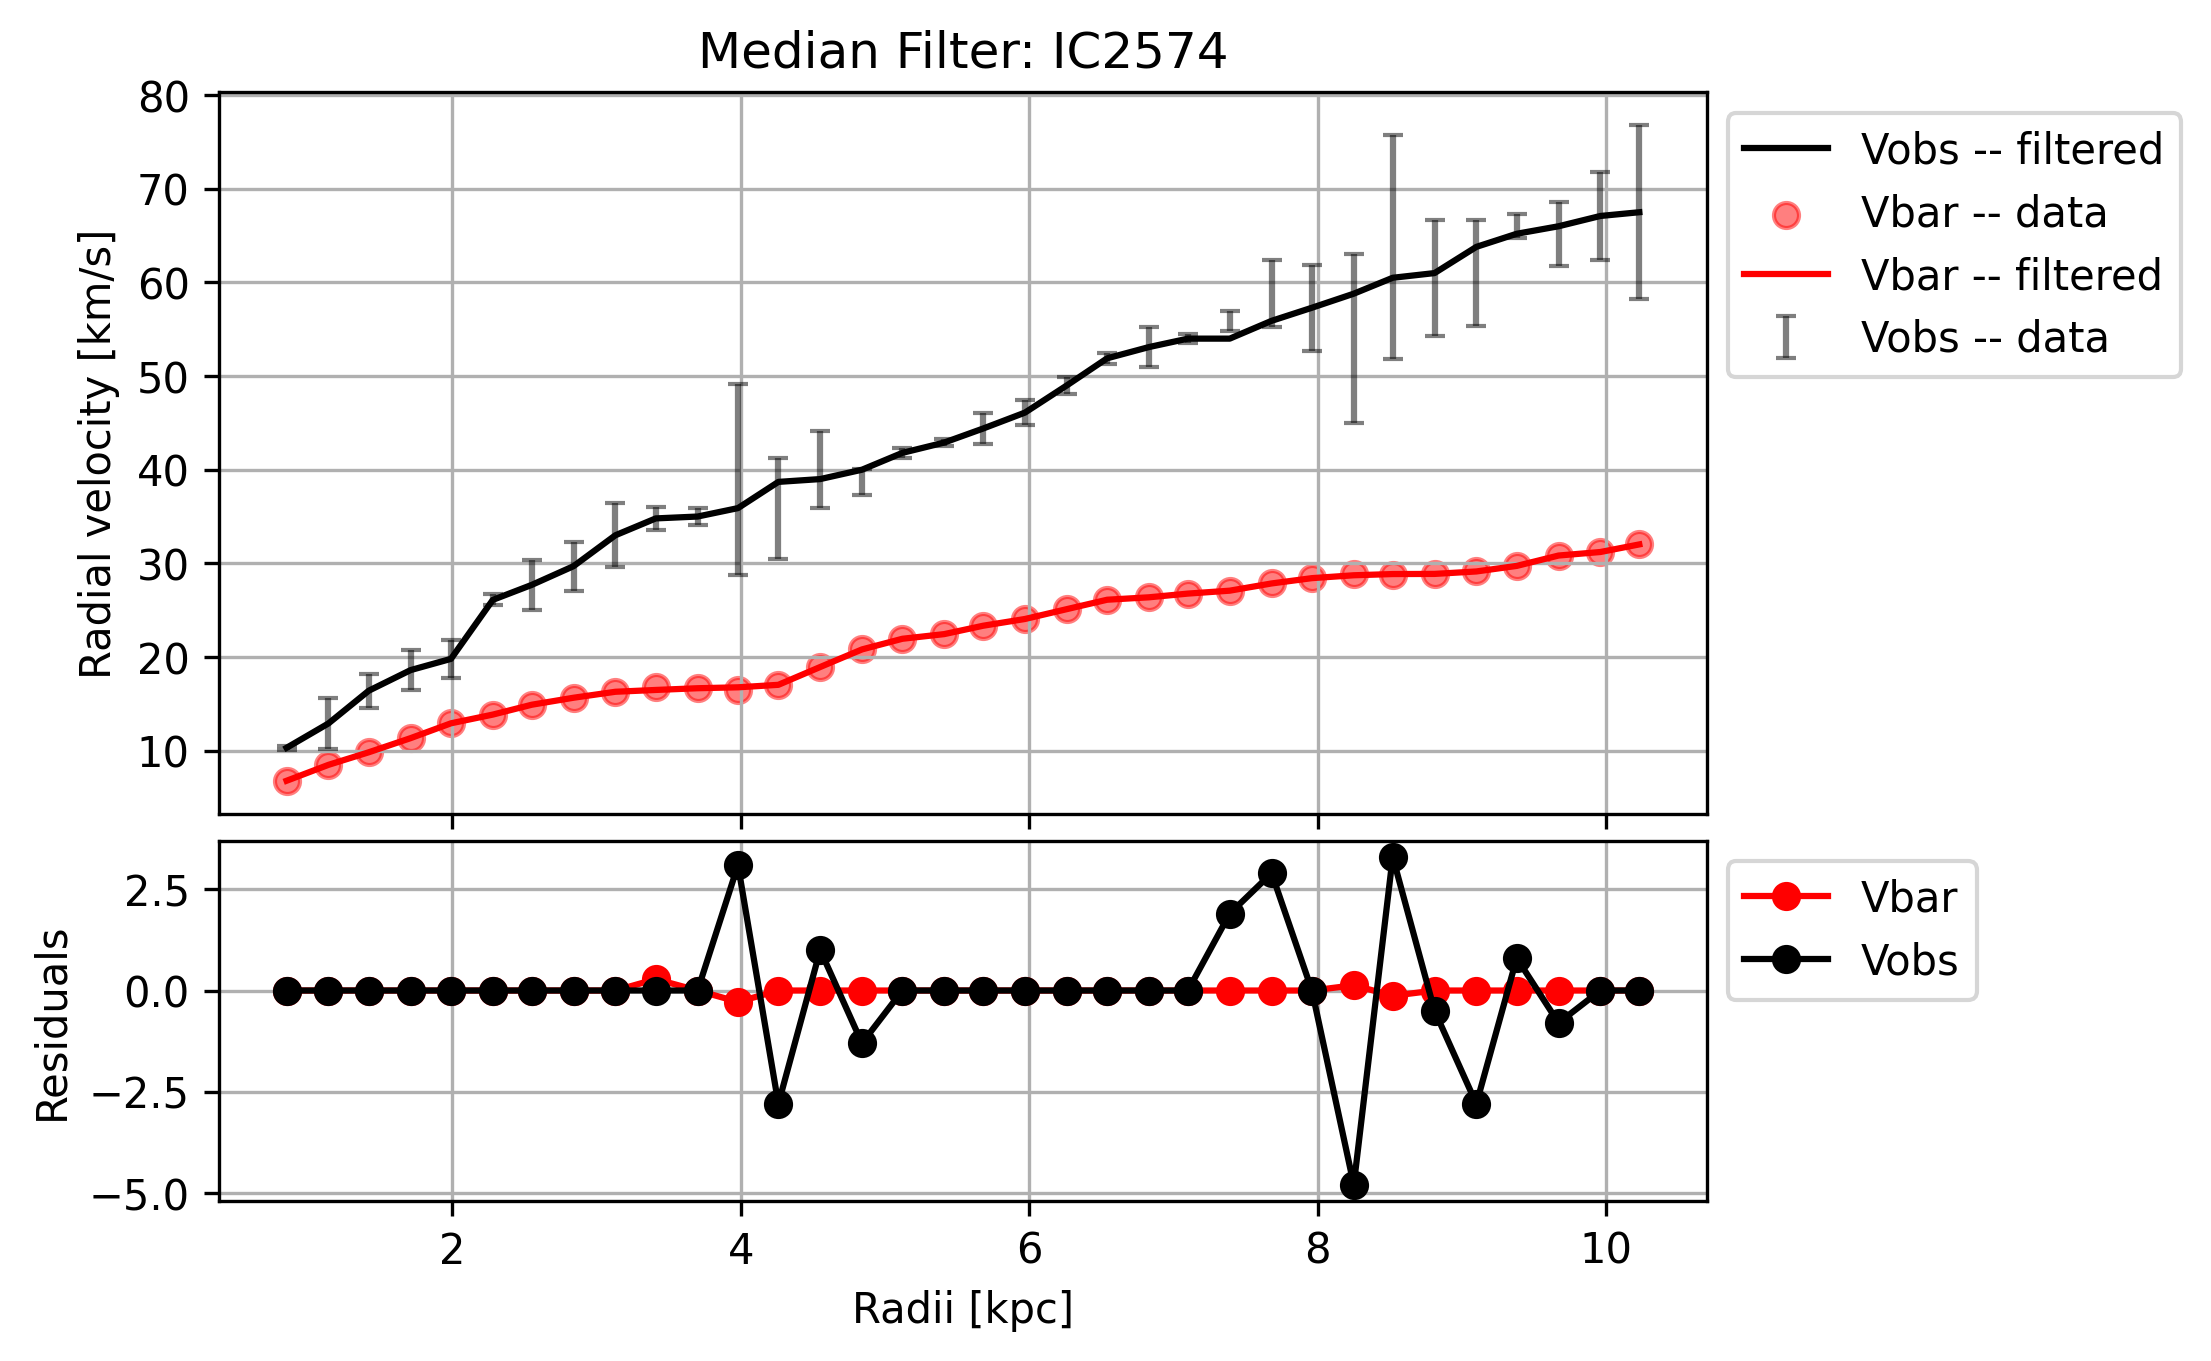 Median Filter: IC2574
80
70
60
50
40
30
20
10
Radial velocity [km/s]
Vobs -- filtered
Vbar -- data
Vbar -- filtered
Vobs -- data
2.5
0.0
−2.5
−5.0
Residuals
Vbar
Vobs
2 4 6 8 10
Radii [kpc]